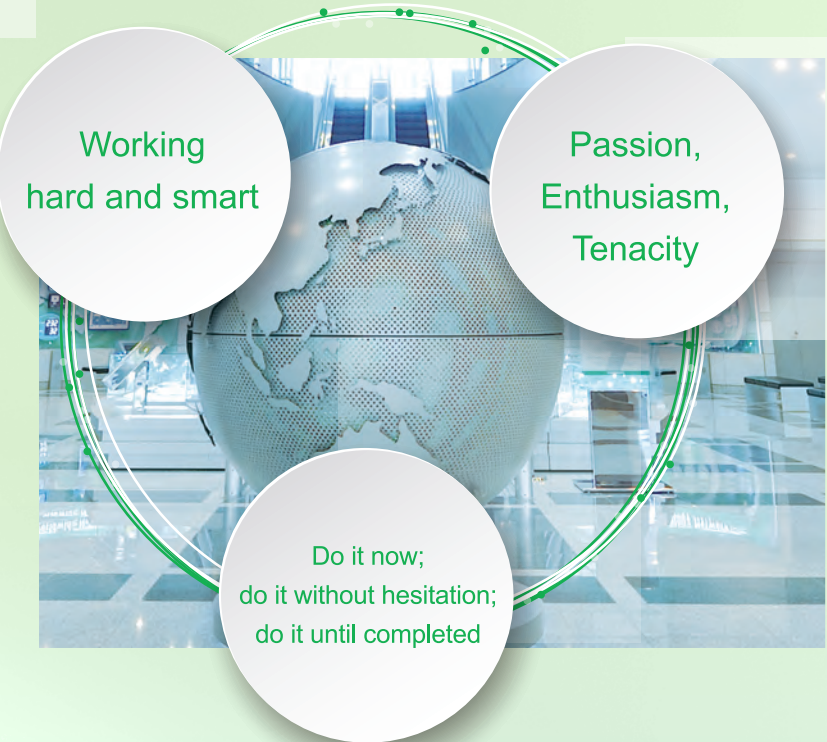 Working
hard and smart
Passion,
Enthusiasm,
Tenacity
Do it now;
do it without hesitation;
do it until completed